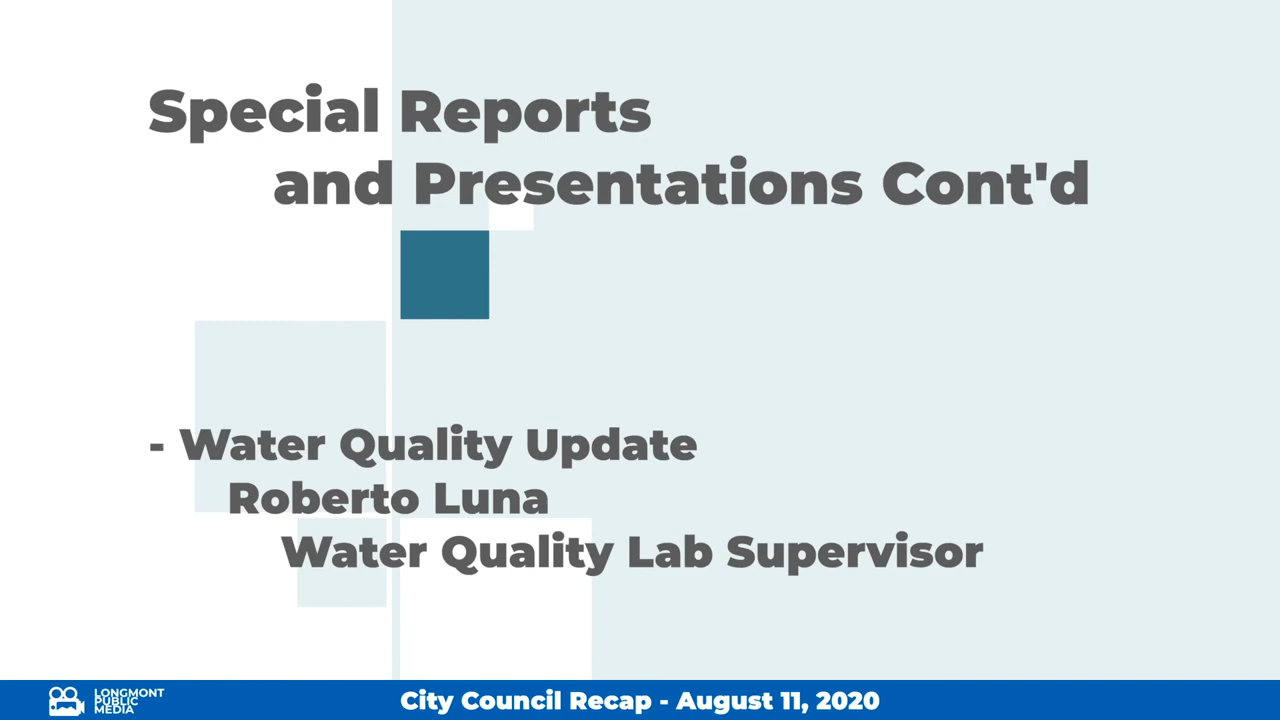 Special Reports
and Presentations Cont'd
- Water Quality Update
Roberto Luna
Water Quality Lab Supervisor
LONGMONT
PUBLIC
MEDIA
City Council Recap - August 11, 2020